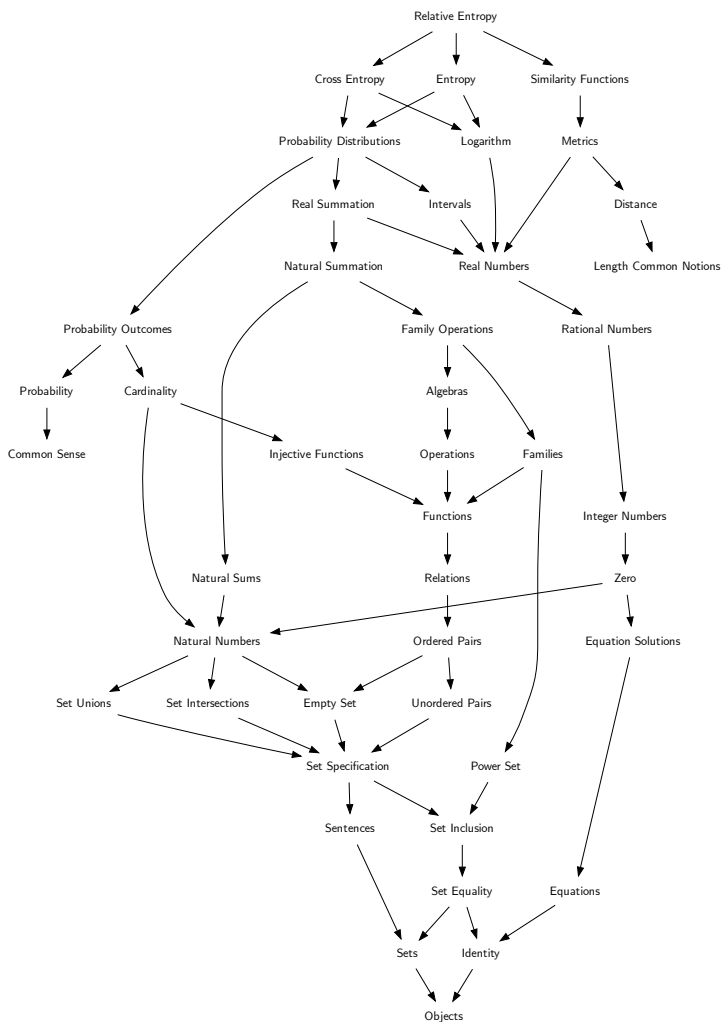 Relative Entropy
Cross Entropy
Entropy
Similarity Functions
Probability Distributions
Logarithm
Metrics
Real Summation
Intervals
Distance
Natural Summation
Real Numbers
Length Common Notions
Probability Outcomes
Family Operations
Rational Numbers
Probability
Cardinality
Algebras
Common Sense
Injective Functions
Operations
Families
Functions
Integer Numbers
Natural Sums
Relations
Zero
Natural Numbers
Ordered Pairs
Equation Solutions
Set Unions
Set Intersections
Empty Set
Unordered Pairs
Set Specification
Power Set
Sentences
Set Inclusion
Set Equality
Equations
Sets
Identity
Objects